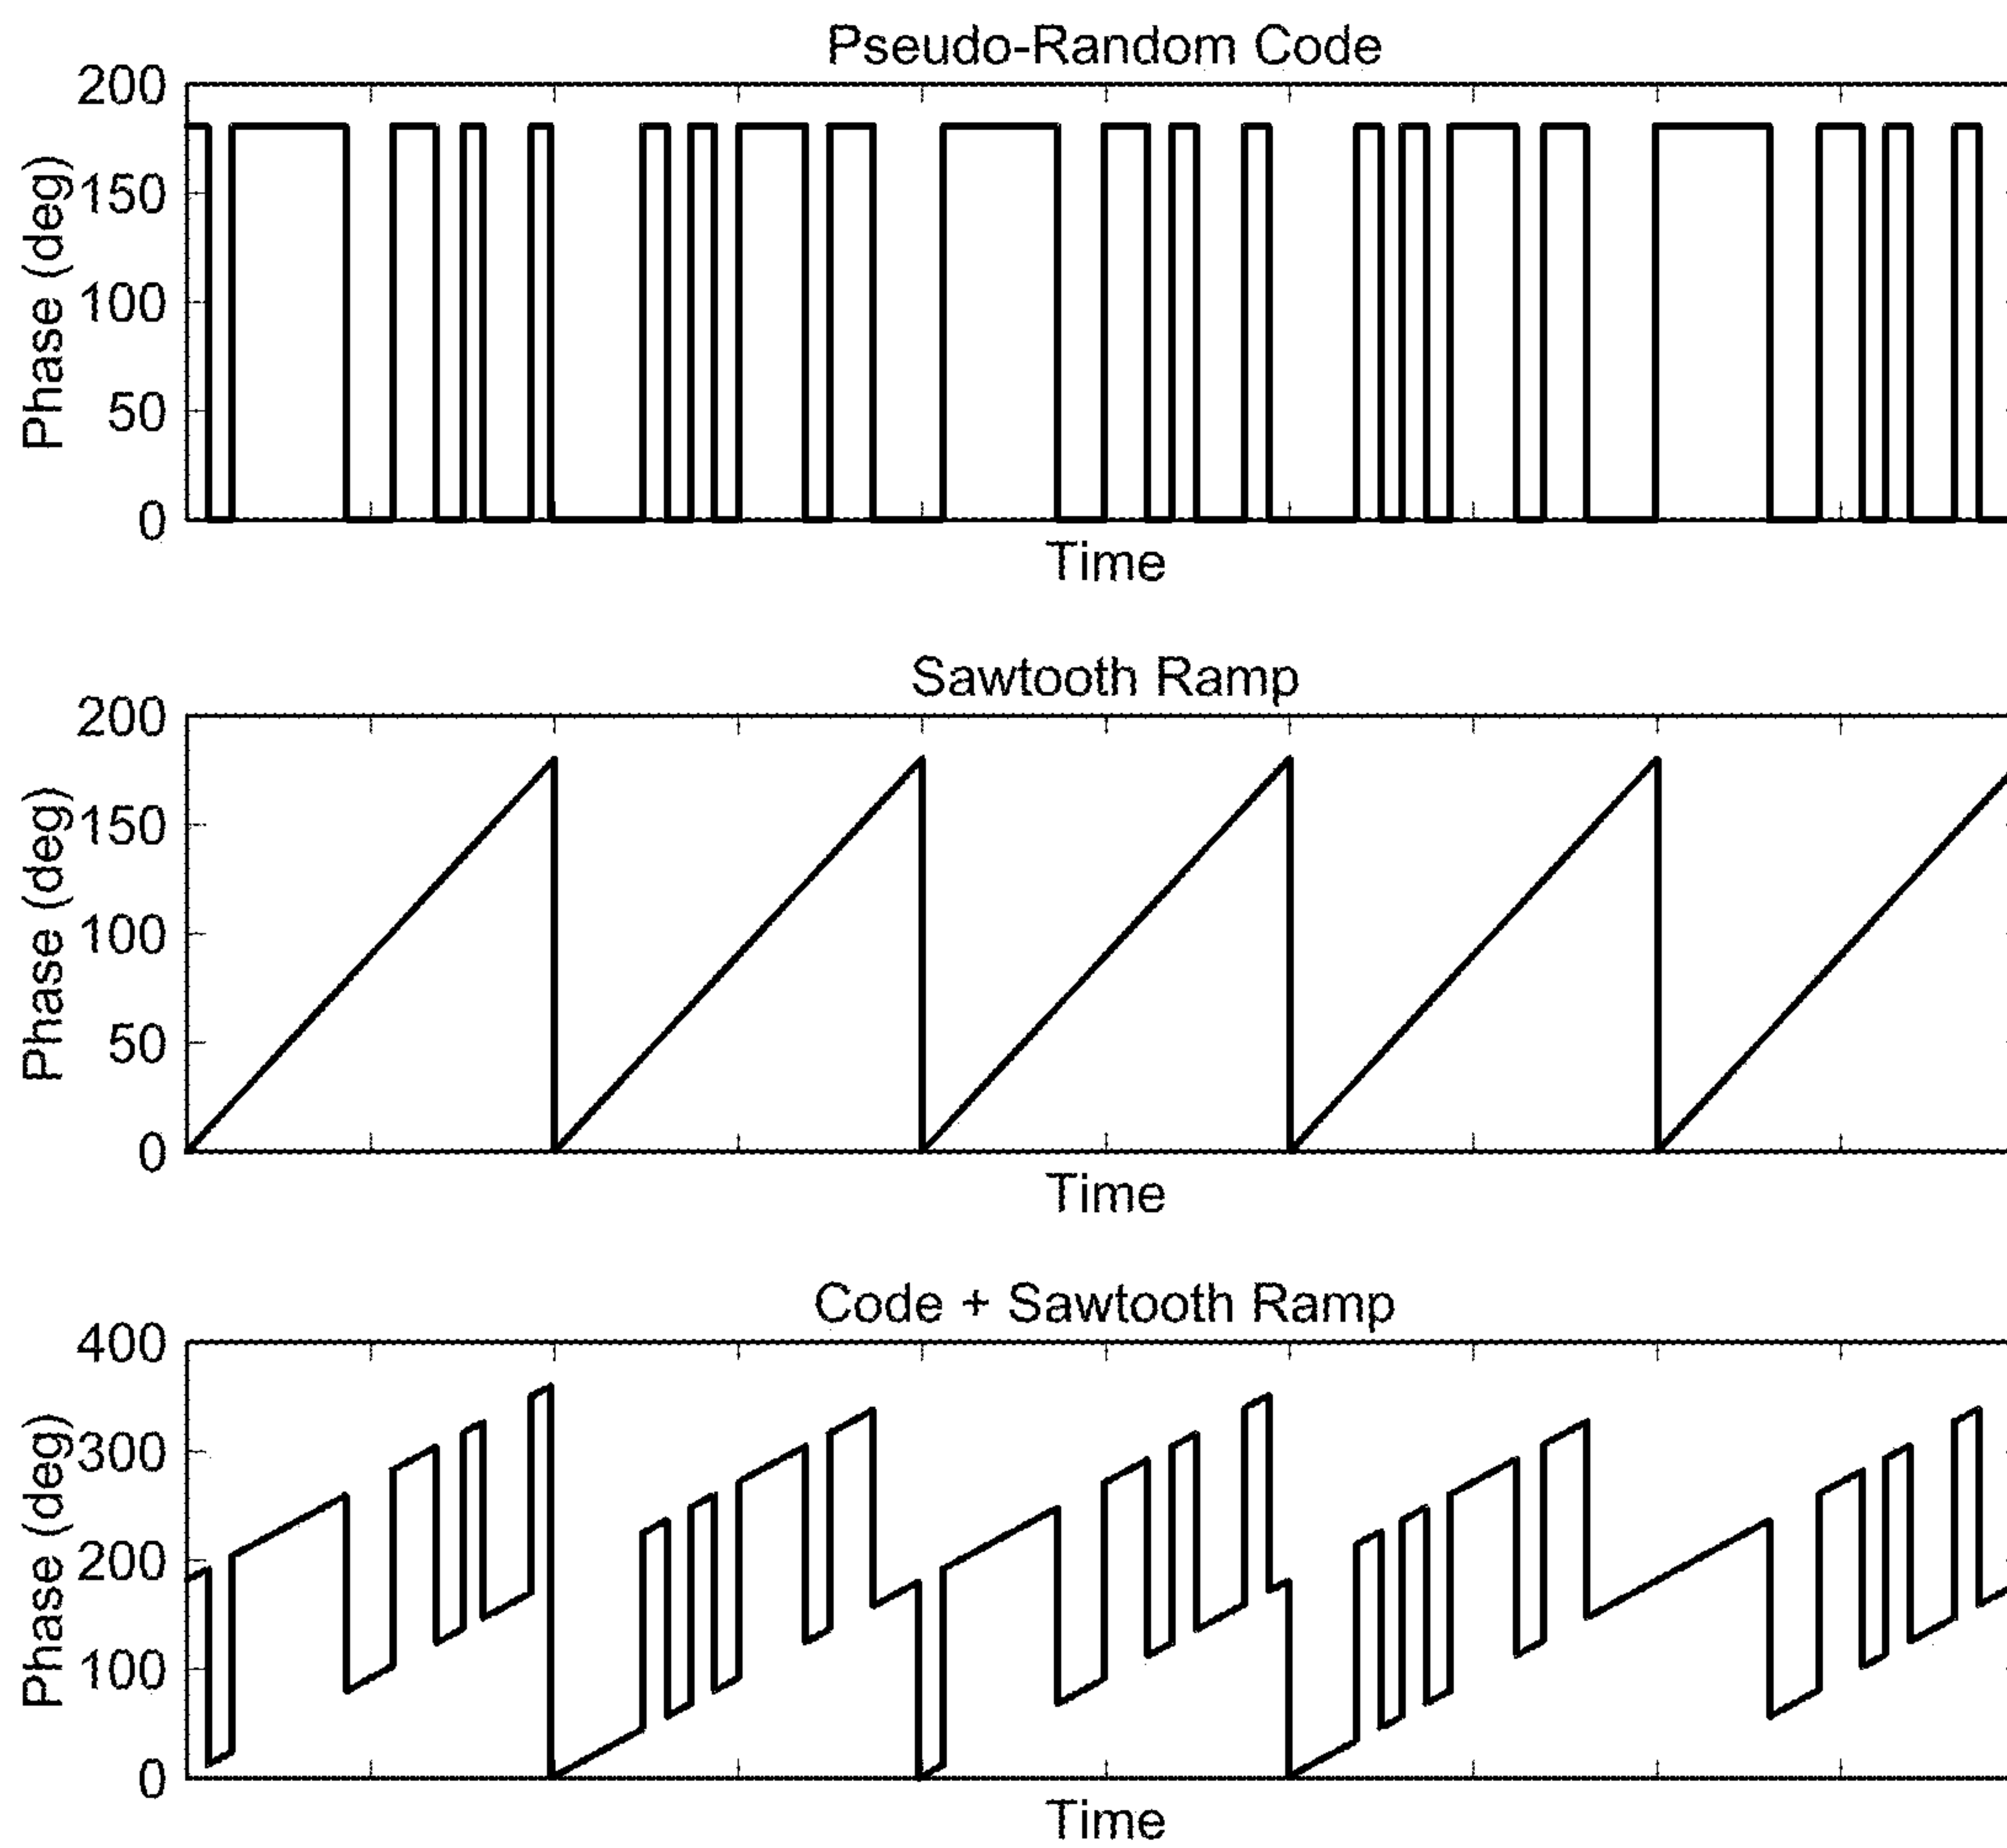 Pseudo-Random Code
200
150
100
50
0
Phase (deg)
Time
Sawtooth Ramp
200
150
100
50
0
Phase (deg)
Time
Code + Sawtooth Ramp
400
300
200
100
0
Phase (deg)
Time